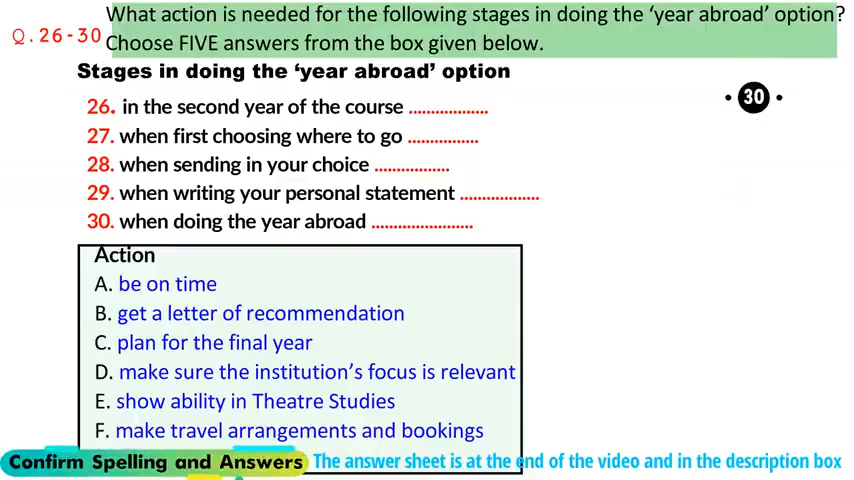 What action is needed for the following stages in doing the ‘year abroad’ option?
Q.26-30 Choose FIVE answers from the box given below.
Stages in doing the ‘year abroad’ option
26. in the second year of the course ..................
• 30 •
27. when first choosing where to go ................
28. when sending in your choice .................
29. when writing your personal statement ..................
30. when doing the year abroad .......................
Action
A. be on time
B. get a letter of recommendation
C. plan for the final year
D. make sure the institution’s focus is relevant
E. show ability in Theatre Studies
F. make travel arrangements and bookings
Confirm Spelling and Answers The answer sheet is at the end of the video and in the description box